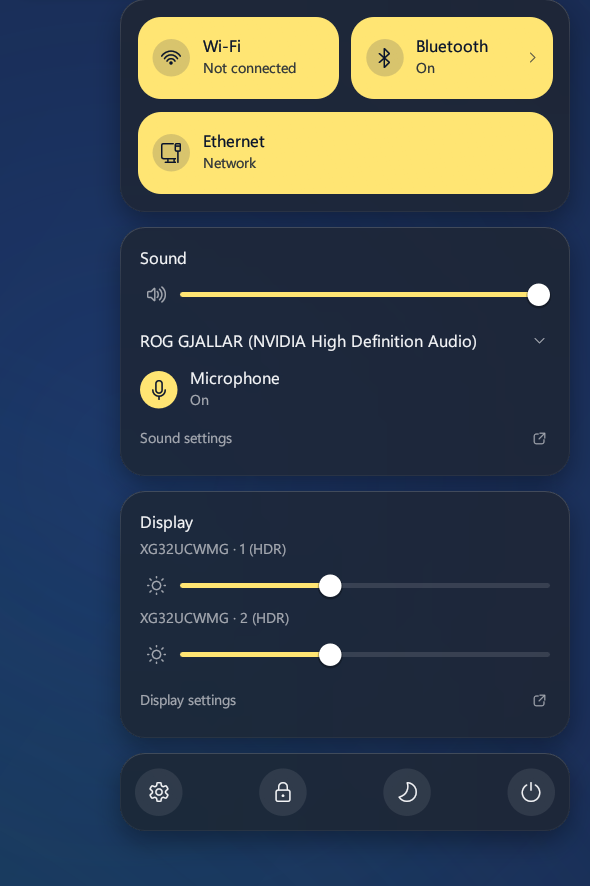 Wi-Fi
Not connected
Bluetooth
On
Ethernet
Network
Sound
ROG GJALLAR (NVIDIA High Definition Audio)
Microphone
On
Sound settings
Display
XG32UCWMG · 1 (HDR)
XG32UCWMG · 2 (HDR)
Display settings